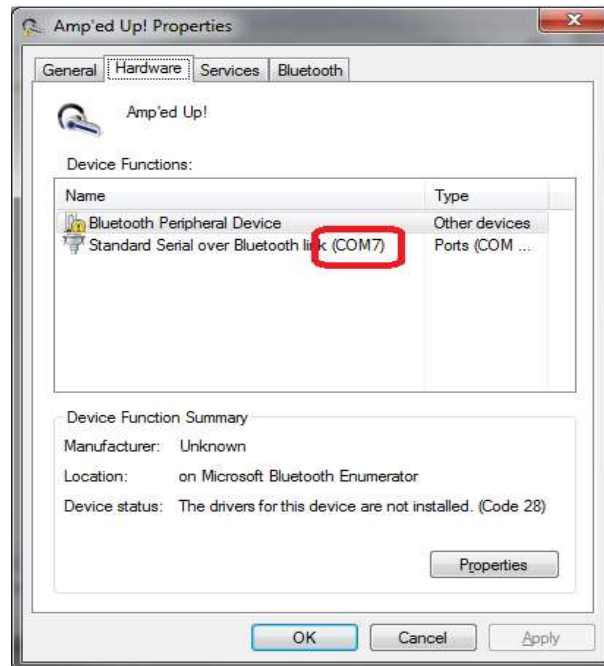 Amp'ed Up! Properties
General Hardware Services Bluetooth
Amp'ed Up!
Device Functions:
Name Type
Bluetooth Peripheral Device Other devices
Standard Serial over Bluetooth link (COM7) Ports (COM ...
Device Function Summary
Manufacturer: Unknown
Location: on Microsoft Bluetooth Enumerator
Device status: The drivers for this device are not installed. (Code 28)
Properties
OK Cancel Apply